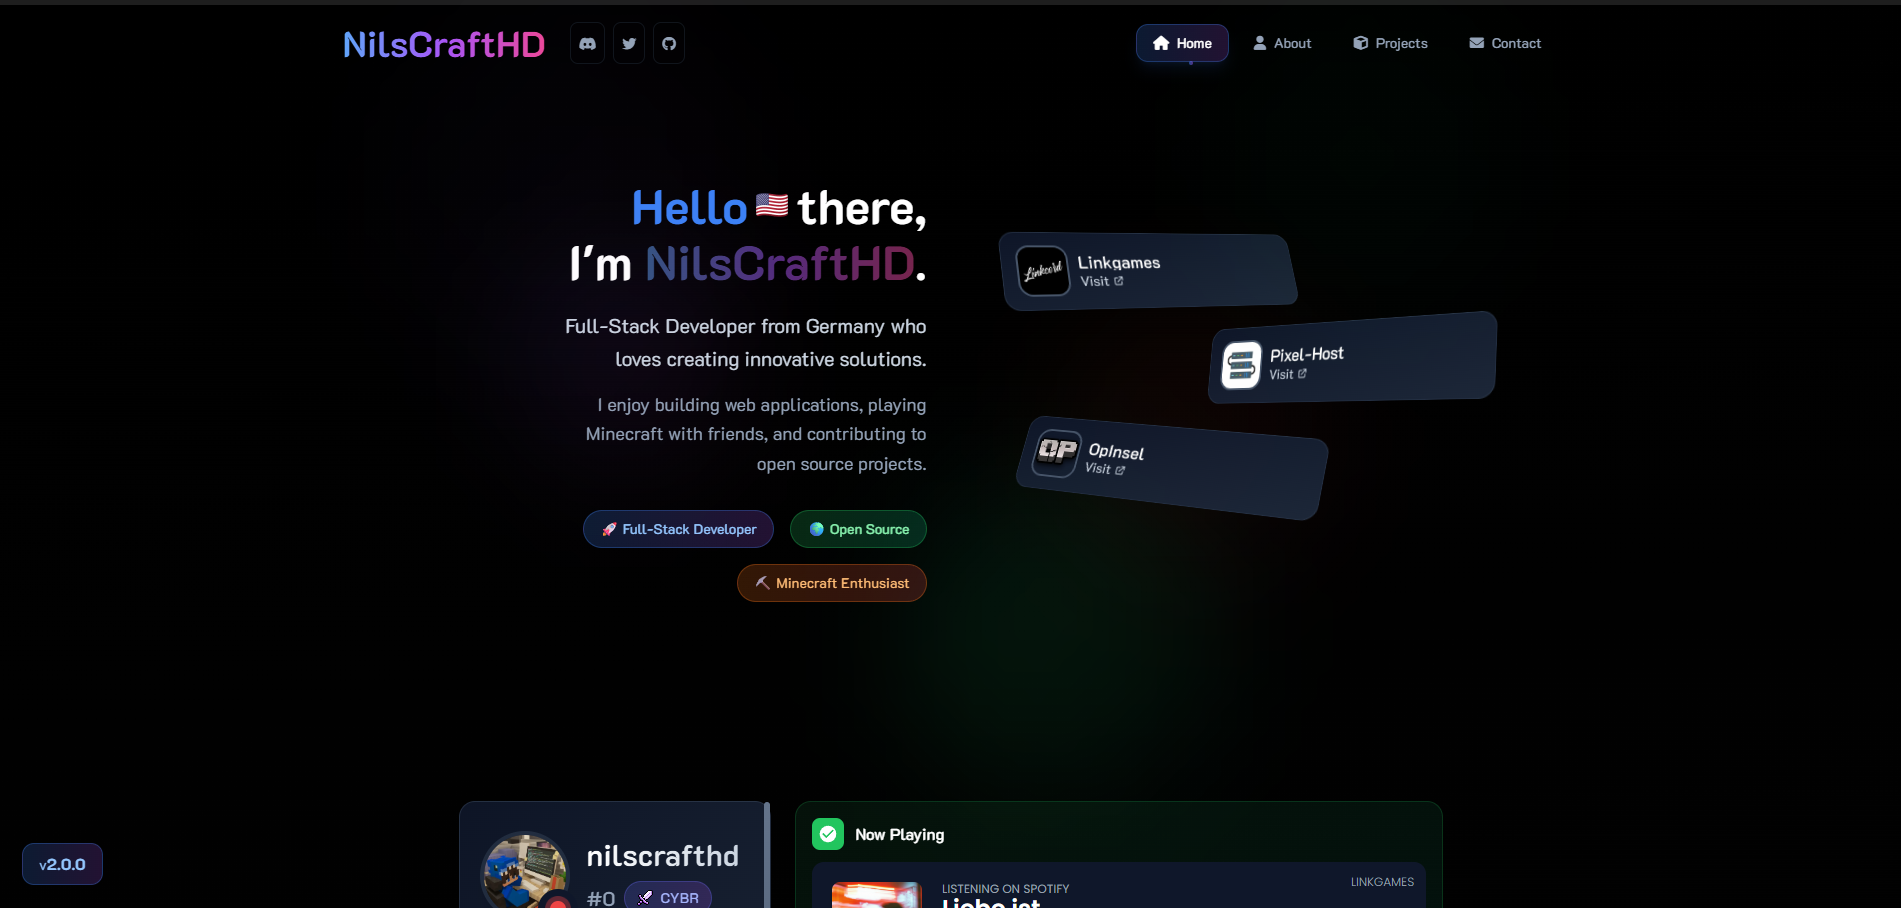 NilsCraftHD
Home
About
Projects
Contact
Hello 🇺🇸 there,
I'm NilsCraftHD.
Full-Stack Developer from Germany who
loves creating innovative solutions.
I enjoy building web applications, playing
Minecraft with friends, and contributing to
open source projects.
🚀 Full-Stack Developer
🌍 Open Source
⛏️ Minecraft Enthusiast
Linkcord
Linkgames
Visit
Pixel-Host
Visit
OP
OpInsel
Visit
nilscrafthd
#0
CYBR
Now Playing
LISTENING ON SPOTIFY
LINKGAMES
Liebe ist
v2.0.0